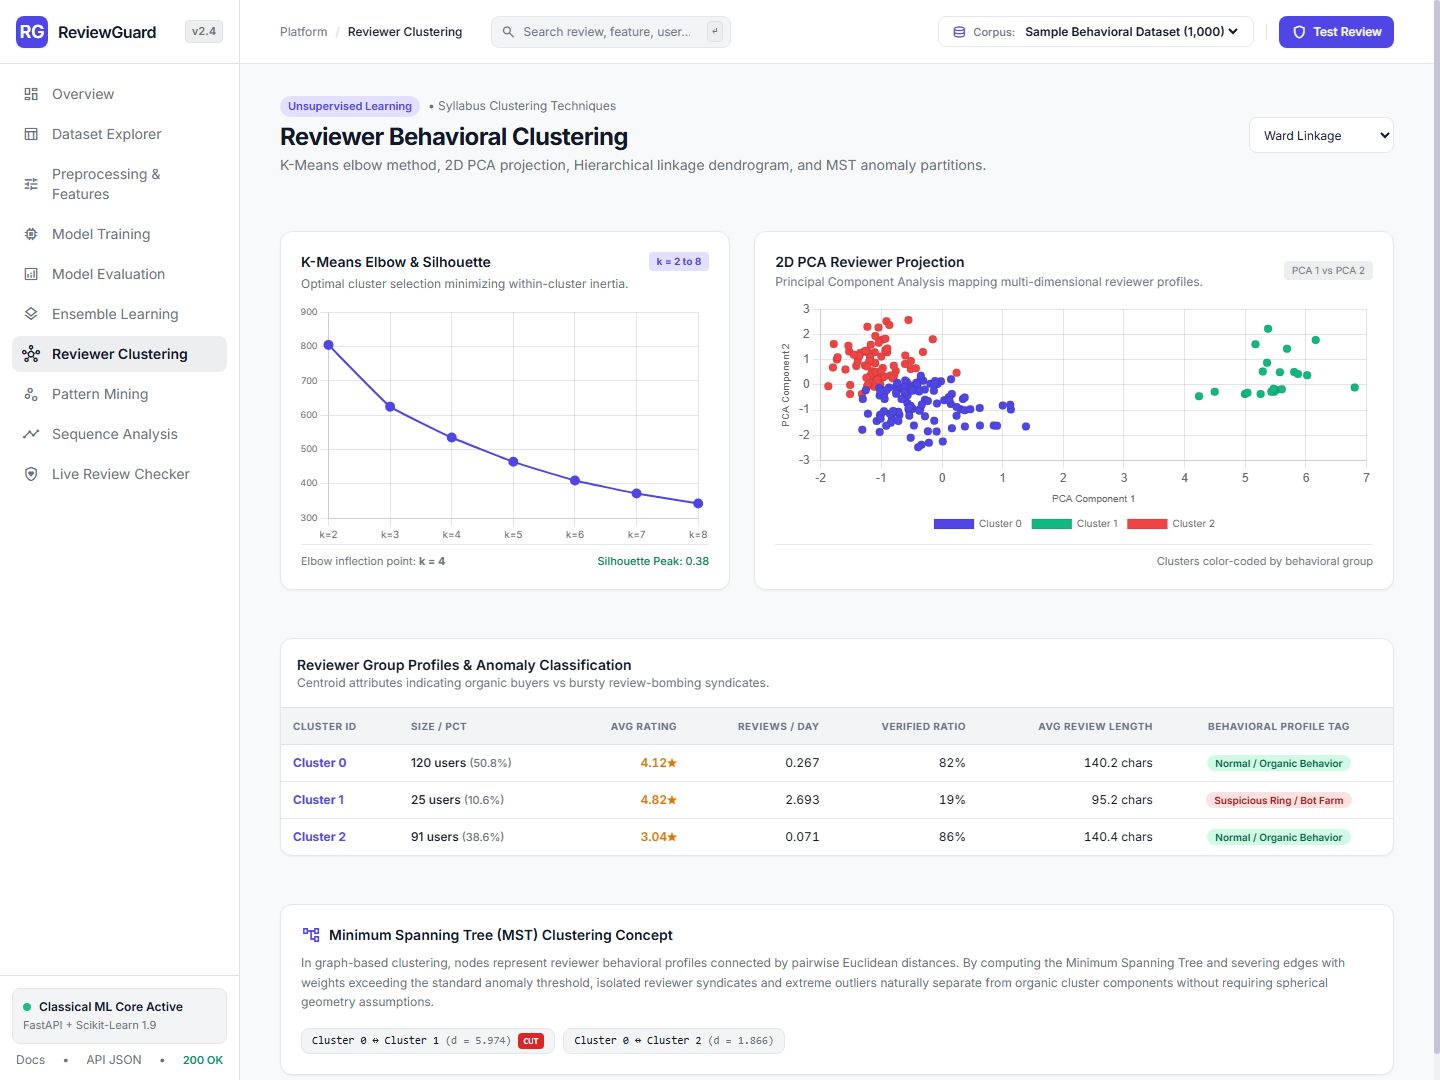 RG ReviewGuard v2.4
Overview
Dataset Explorer
Preprocessing &
Features
Model Training
Model Evaluation
Ensemble Learning
Reviewer Clustering
Pattern Mining
Sequence Analysis
Live Review Checker
Classical ML Core Active
FastAPI + Scikit-Learn 1.9
Docs • API JSON • 200 OK
Platform / Reviewer Clustering
Search review, feature, user... ↵
Corpus: Sample Behavioral Dataset (1,000)
Test Review
Unsupervised Learning • Syllabus Clustering Techniques
Reviewer Behavioral Clustering
K-Means elbow method, 2D PCA projection, Hierarchical linkage dendrogram, and MST anomaly partitions.
Ward Linkage
K-Means Elbow & Silhouette
k = 2 to 8
Optimal cluster selection minimizing within-cluster inertia.
900
800
700
600
500
400
300
k=2 k=3 k=4 k=5 k=6 k=7 k=8
Elbow inflection point: k = 4
Silhouette Peak: 0.38
2D PCA Reviewer Projection
Principal Component Analysis mapping multi-dimensional reviewer profiles.
PCA 1 vs PCA 2
3
2
1
0
-1
-2
-3
PCA Component2
-2 -1 0 1 2 3 4 5 6 7
PCA Component 1
Cluster 0 Cluster 1 Cluster 2
Clusters color-coded by behavioral group
Reviewer Group Profiles & Anomaly Classification
Centroid attributes indicating organic buyers vs bursty review-bombing syndicates.
CLUSTER ID SIZE / PCT AVG RATING REVIEWS / DAY VERIFIED RATIO AVG REVIEW LENGTH BEHAVIORAL PROFILE TAG
Cluster 0 120 users (50.8%) 4.12★ 0.267 82% 140.2 chars Normal / Organic Behavior
Cluster 1 25 users (10.6%) 4.82★ 2.693 19% 95.2 chars Suspicious Ring / Bot Farm
Cluster 2 91 users (38.6%) 3.04★ 0.071 86% 140.4 chars Normal / Organic Behavior
Minimum Spanning Tree (MST) Clustering Concept
In graph-based clustering, nodes represent reviewer behavioral profiles connected by pairwise Euclidean distances. By computing the Minimum Spanning Tree and severing edges with
weights exceeding the standard anomaly threshold, isolated reviewer syndicates and extreme outliers naturally separate from organic cluster components without requiring spherical
geometry assumptions.
Cluster 0 ↔ Cluster 1 (d = 5.974) CUT
Cluster 0 ↔ Cluster 2 (d = 1.866)